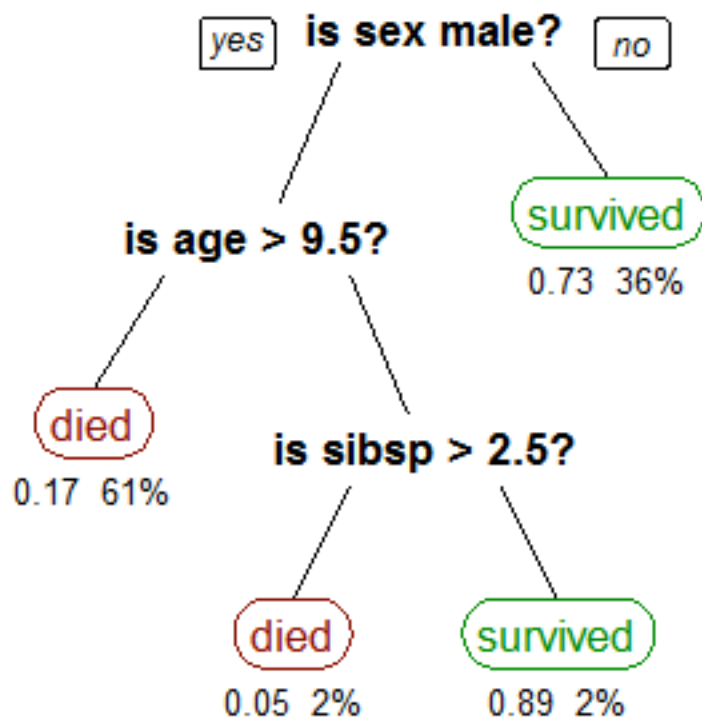 yes is sex male? no
survived
is age > 9.5?
0.73 36%
died
is sibsp > 2.5?
0.17 61%
died survived
0.05 2% 0.89 2%